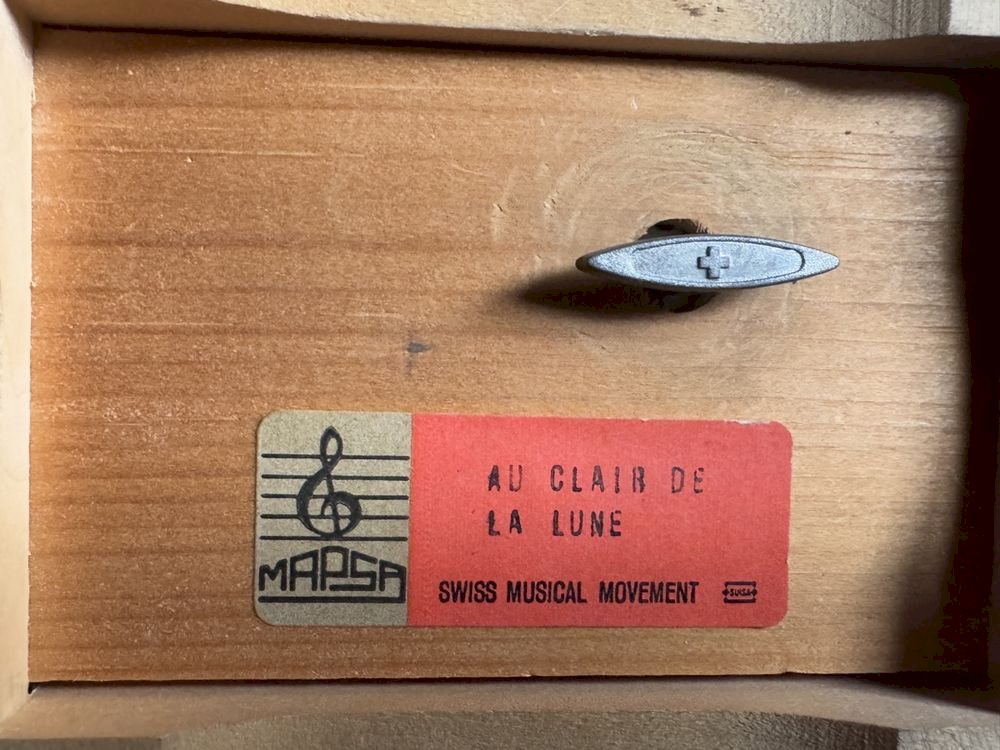 AU CLAIR DE
LA LUNE
MAPSA
SWISS MUSICAL MOVEMENT
SUISA